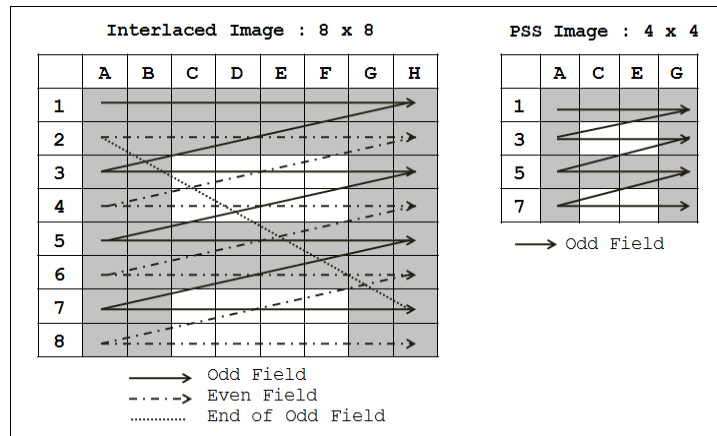 Interlaced Image : 8 x 8
A B C D E F G H
1
2
3
4
5
6
7
8
Odd Field
Even Field
End of Odd Field
PSS Image : 4 x 4
A C E G
1
3
5
7
Odd Field